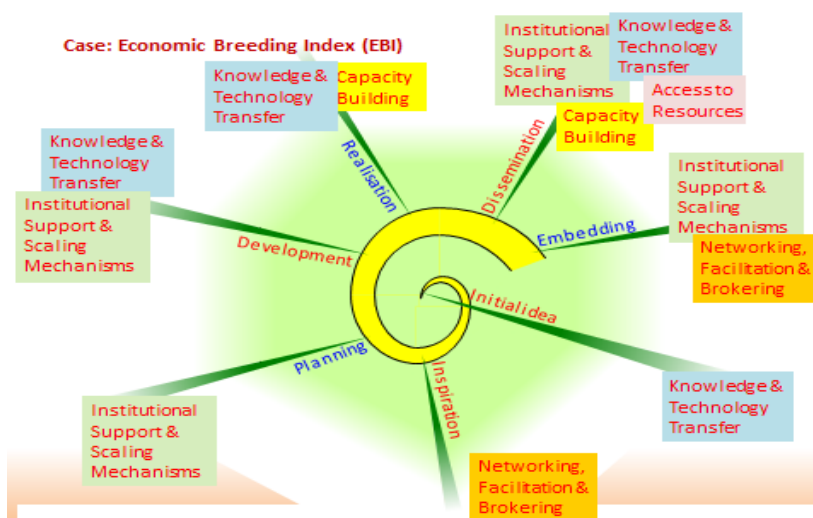 Case: Economic Breeding Index (EBI)
Institutional
Support &
Scaling
Mechanisms
Knowledge &
Technology
Transfer
Access to
Resources
Capacity
Building
Knowledge &
Technology
Transfer
Capacity
Building
Knowledge &
Technology
Transfer
Institutional
Support &
Scaling
Mechanisms
Realisation
Dissemination
Development
Embedding
Institutional
Support &
Scaling
Mechanisms
Networking,
Facilitation &
Brokering
Initial idea
Planning
Inspiration
Knowledge &
Technology
Transfer
Institutional
Support &
Scaling
Mechanisms
Networking,
Facilitation &
Brokering